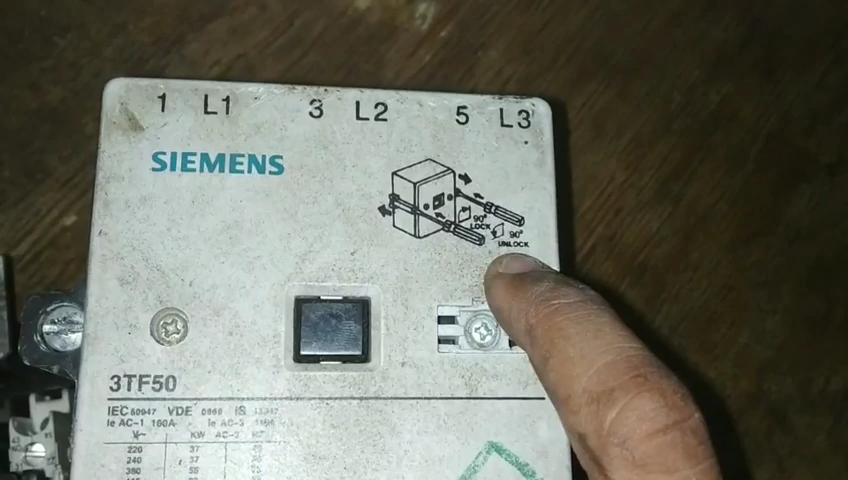 1 L1 3 L2 5 L3
SIEMENS
90°
LOCK
90°
UNLOCK
3TF50
IEC 60947 VDE 0660 IS
Ie AC-1 160A Ie AC-3
KW AC-3
220 37
240 37
380 55